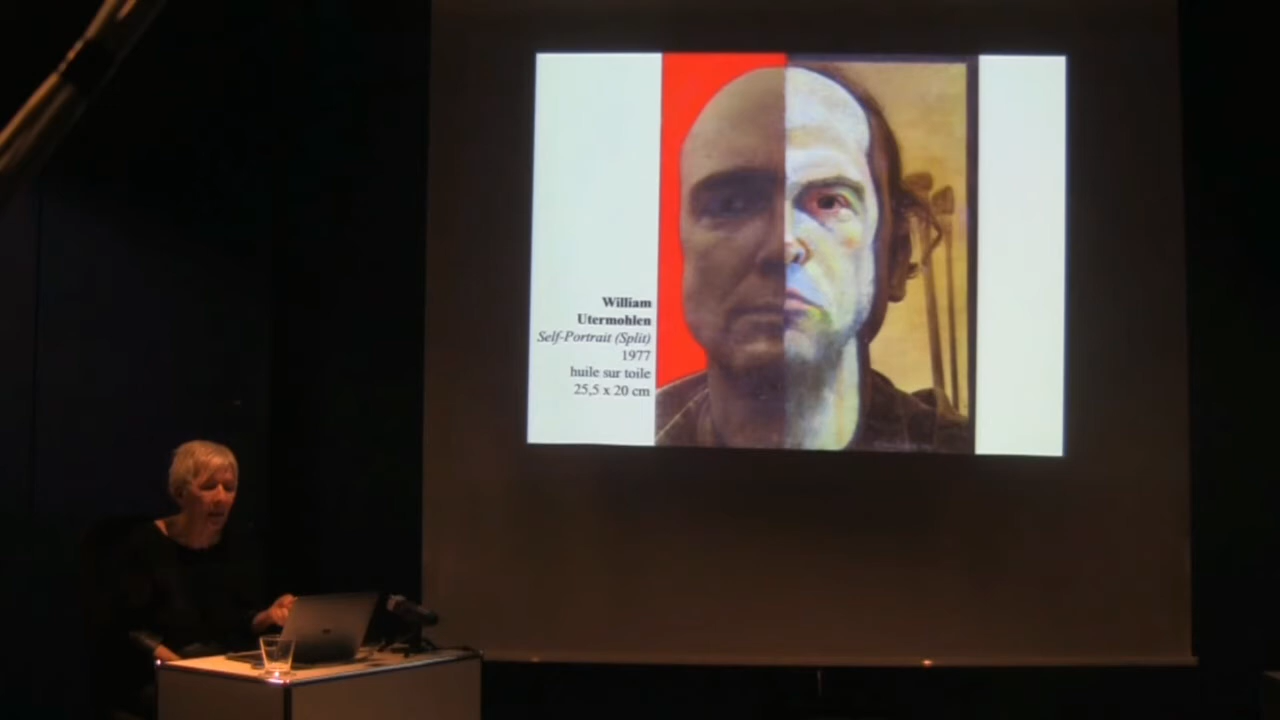 William
Utermohlen
Self-Portrait (Split)
1977
huile sur toile
25,5 x 20 cm